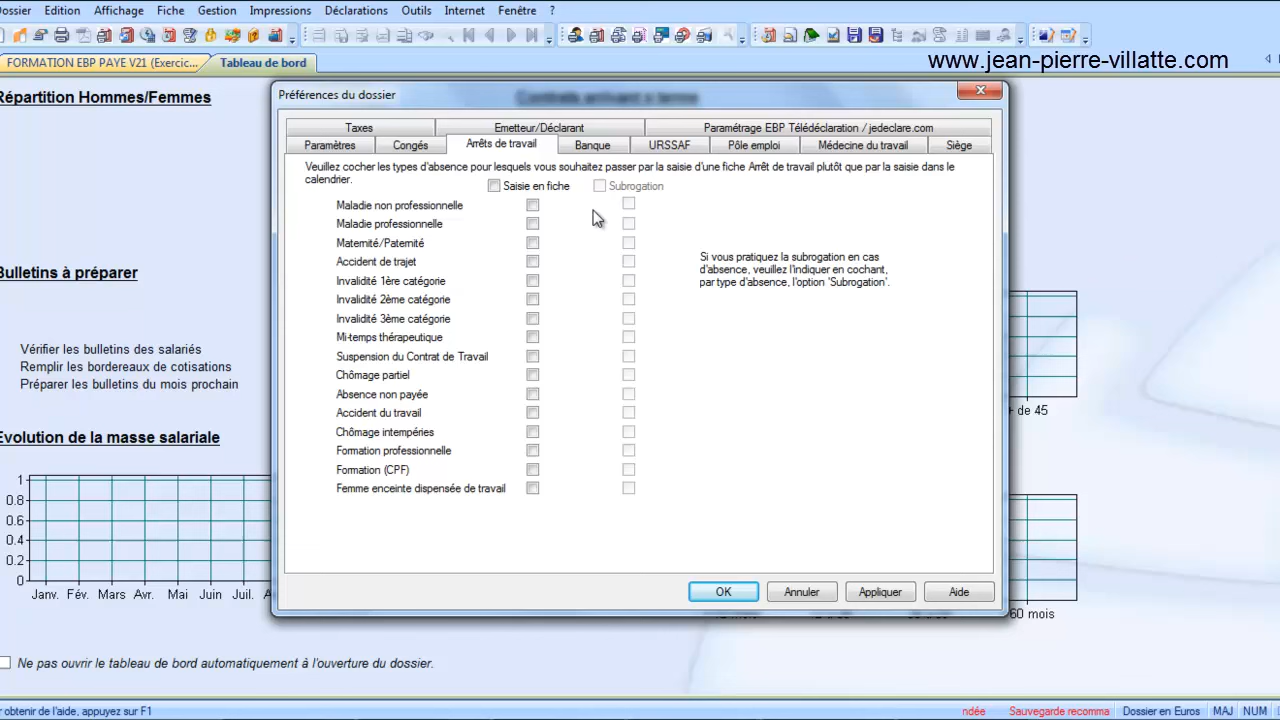 Dossier Edition Affichage Fiche Gestion Impressions Déclarations Outils Internet Fenêtre ?
FORMATION EBP PAYE V21 (Exercic... Tableau de bord
www.jean-pierre-villatte.com
Répartition Hommes/Femmes
Contrats arrivant à terme
Préférences du dossier
Taxes Emetteur/Déclarant Paramétrage EBP Télédéclaration / jedeclare.com
Paramètres Congés Arrêts de travail Banque URSSAF Pôle emploi Médecine du travail Siège
Veuillez cocher les types d'absence pour lesquels vous souhaitez passer par la saisie d'une fiche Arrêt de travail plutôt que par la saisie dans le
calendrier.
Saisie en fiche Subrogation
Maladie non professionnelle
Maladie professionnelle
Maternité/Paternité
Accident de trajet
Invalidité 1ère catégorie
Invalidité 2ème catégorie
Invalidité 3ème catégorie
Mi-temps thérapeutique
Suspension du Contrat de Travail
Chômage partiel
Absence non payée
Accident du travail
Chômage intempéries
Formation professionnelle
Formation (CPF)
Femme enceinte dispensée de travail
Si vous pratiquez la subrogation en cas
d'absence, veuillez l'indiquer en cochant,
par type d'absence, l'option 'Subrogation'.
OK Annuler Appliquer Aide
Bulletins à préparer
Vérifier les bulletins des salariés
Remplir les bordereaux de cotisations
Préparer les bulletins du mois prochain
+ de 45
Evolution de la masse salariale
1
0.8
0.6
0.4
0.2
0
Janv. Fév. Mars Avr. Mai Juin Juil.
60 mois
Ne pas ouvrir le tableau de bord automatiquement à l'ouverture du dossier.
r obtenir de l'aide, appuyez sur F1 ndée Sauvegarde recomma Dossier en Euros MAJ NUM